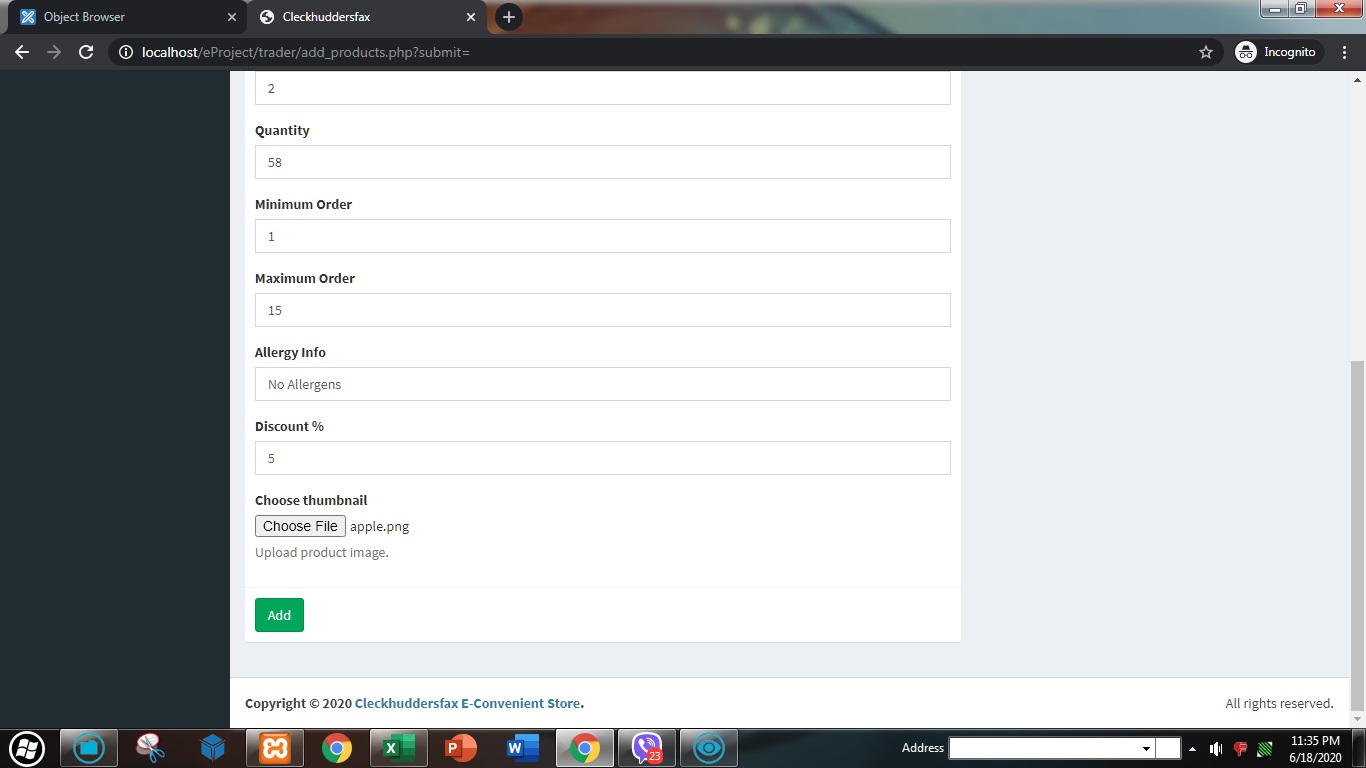 Object Browser
Cleckhuddersfax
localhost/eProject/trader/add_products.php?submit=
Incognito
2
Quantity
58
Minimum Order
1
Maximum Order
15
Allergy Info
No Allergens
Discount %
5
Choose thumbnail
Choose File apple.png
Upload product image.
Add
Copyright © 2020 Cleckhuddersfax E-Convenient Store.
All rights reserved.
Address
23
11:35 PM
6/18/2020